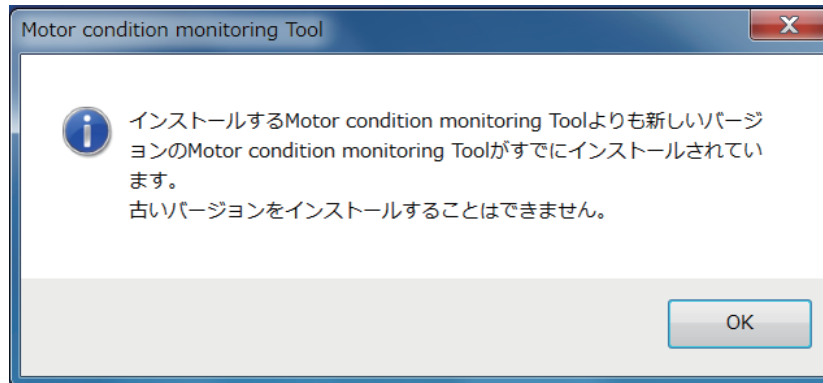 Motor condition monitoring Tool
インストールするMotor condition monitoring Toolよりも新しいバージ
ョンのMotor condition monitoring Toolがすでにインストールされてい
ます。
古いバージョンをインストールすることはできません。
OK